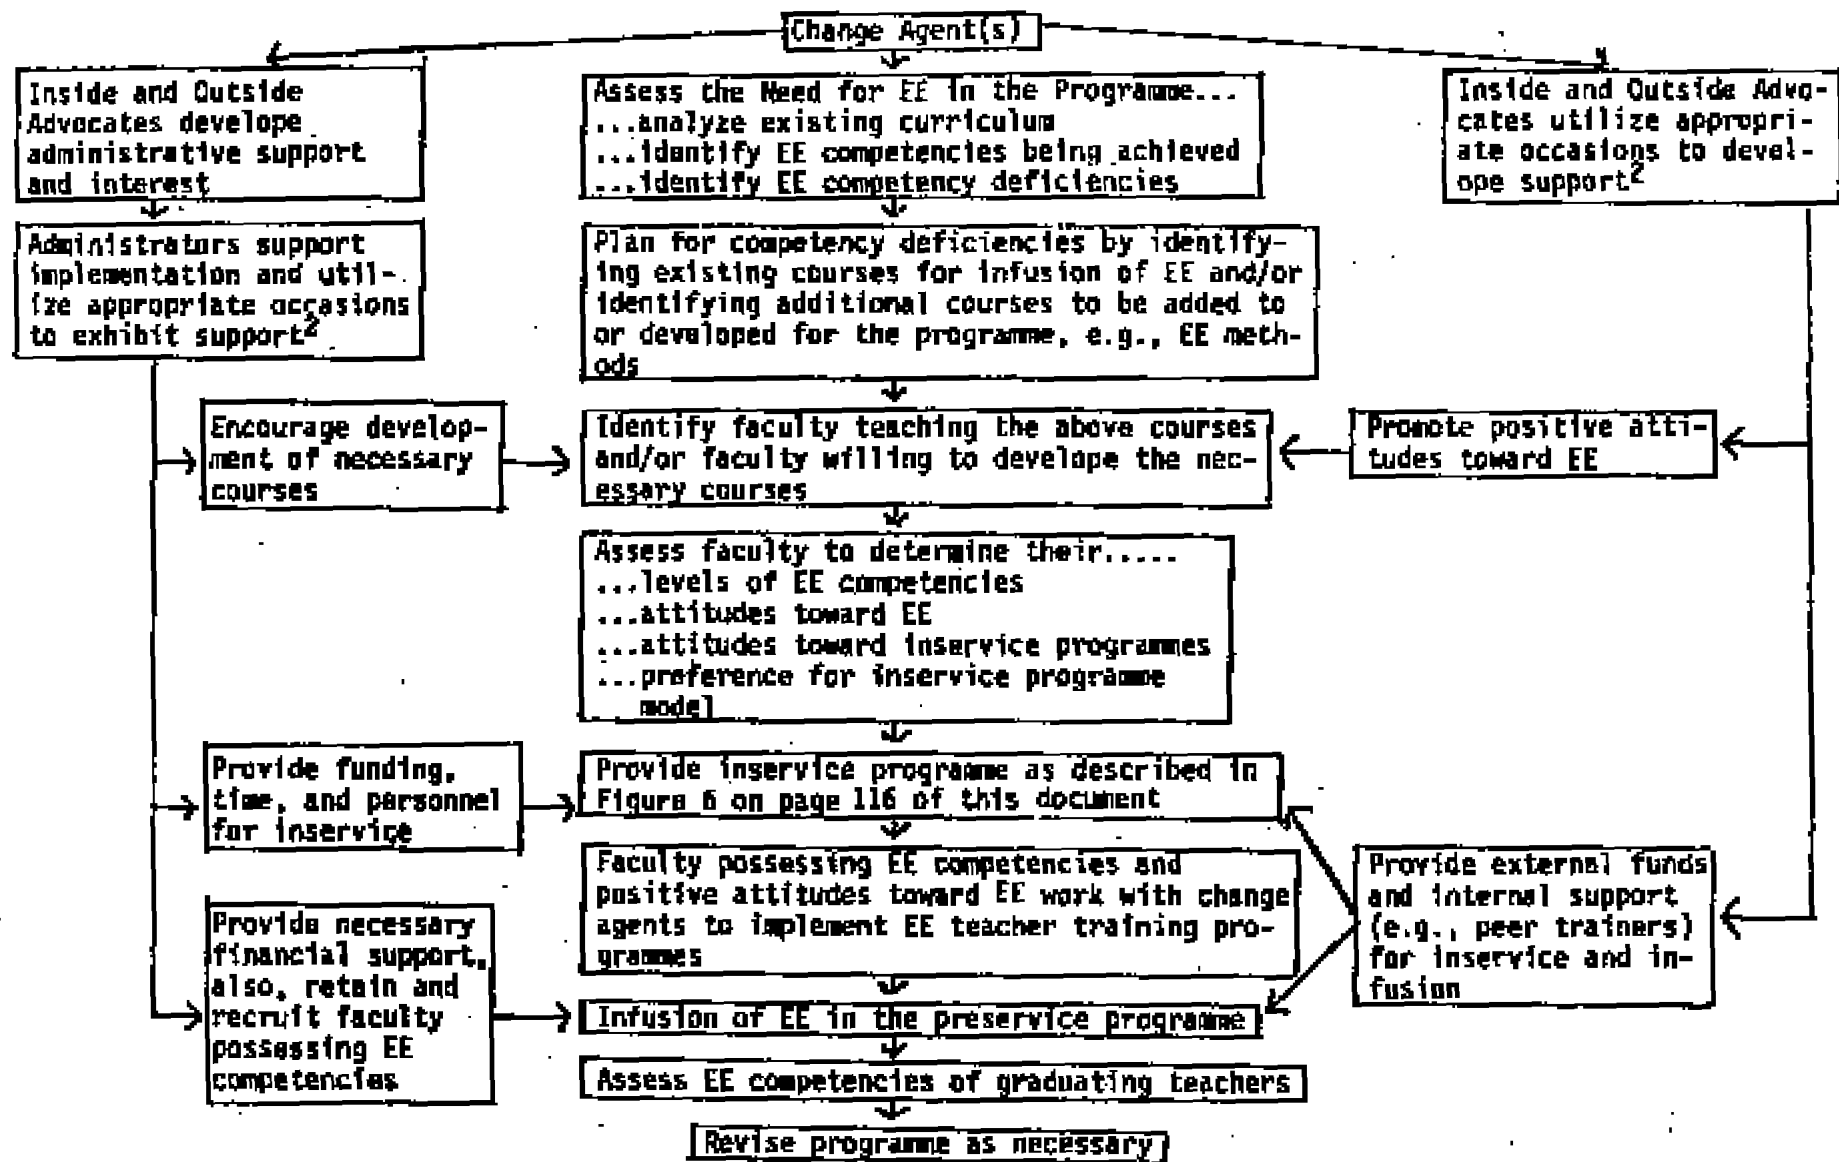 Change Agent(s)
Inside and Outside
Advocates develope
administrative support
and interest
Assess the Need for EE in the Programme...
...analyze existing curriculum
...identify EE competencies being achieved
...identify EE competency deficiencies
Inside and Outside Advo-
cates utilize appropri-
ate occasions to devel-
ope support2
Administrators support
implementation and util-
ize appropriate occasions
to exhibit support2
Plan for competency deficiencies by identify-
ing existing courses for infusion of EE and/or
identifying additional courses to be added to
or developed for the programme, e.g., EE meth-
ods
Encourage develop-
ment of necessary
courses
Identify faculty teaching the above courses
and/or faculty willing to develope the nec-
essary courses
Promote positive atti-
tudes toward EE
Assess faculty to determine their.....
...levels of EE competencies
...attitudes toward EE
...attitudes toward inservice programmes
...preference for inservice programme
model
Provide funding,
time, and personnel
for inservice
Provide inservice programme as described in
Figure 6 on page 116 of this document
Faculty possessing EE competencies and
positive attitudes toward EE work with change
agents to implement EE teacher training pro-
grammes
Provide external funds
and internal support
(e.g., peer trainers)
for inservice and in-
fusion
Provide necessary
financial support,
also, retain and
recruit faculty
possessing EE
competencies
Infusion of EE in the preservice programme
Assess EE competencies of graduating teachers
Revise programme as necessary